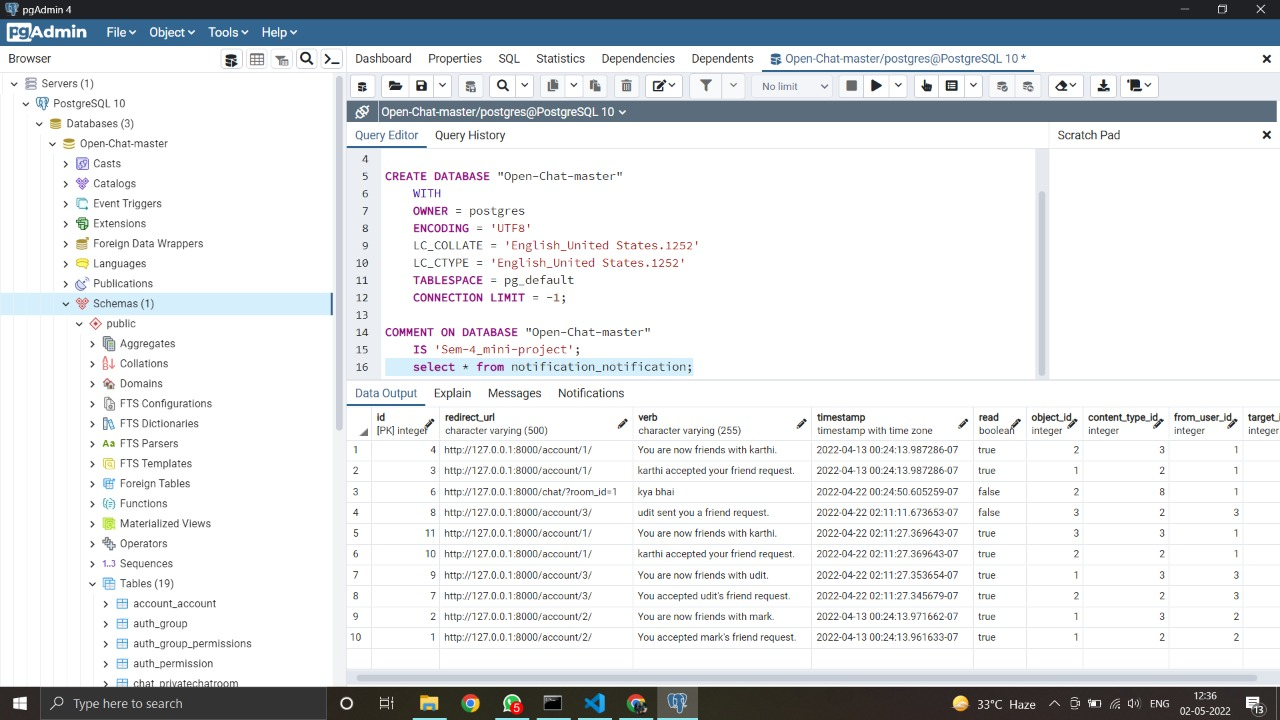 pgAdmin 4
pgAdmin File Object Tools Help
Browser
Dashboard Properties SQL Statistics Dependencies Dependents Open-Chat-master/postgres@PostgreSQL 10 *
No limit
Open-Chat-master/postgres@PostgreSQL 10
Query Editor Query History
Scratch Pad
Servers (1)
PostgreSQL 10
Databases (3)
Open-Chat-master
Casts
Catalogs
Event Triggers
Extensions
Foreign Data Wrappers
Languages
Publications
Schemas (1)
public
Aggregates
Collations
Domains
FTS Configurations
FTS Dictionaries
Aa FTS Parsers
FTS Templates
Foreign Tables
Functions
Materialized Views
Operators
1..3 Sequences
Tables (19)
account_account
auth_group
auth_group_permissions
auth_permission
chat_privatechatroom
4
5 CREATE DATABASE "Open-Chat-master"
6 WITH
7 OWNER = postgres
8 ENCODING = 'UTF8'
9 LC_COLLATE = 'English_United States.1252'
10 LC_CTYPE = 'English_United States.1252'
11 TABLESPACE = pg_default
12 CONNECTION LIMIT = -1;
13
14 COMMENT ON DATABASE "Open-Chat-master"
15 IS 'Sem-4_mini-project';
16 select * from notification_notification;
Data Output Explain Messages Notifications
id redirect_url verb timestamp read object_id content_type_id from_user_id target_i
[PK] integer character varying (500) character varying (255) timestamp with time zone boolean integer integer integer integer
1 4 http://127.0.0.1:8000/account/1/ You are now friends with karthi. 2022-04-13 00:24:13.987286-07 true 2 3 1
2 3 http://127.0.0.1:8000/account/1/ karthi accepted your friend request. 2022-04-13 00:24:13.987286-07 true 1 2 1
3 6 http://127.0.0.1:8000/chat/?room_id=1 kya bhai 2022-04-22 00:24:50.605259-07 false 2 8 1
4 8 http://127.0.0.1:8000/account/3/ udit sent you a friend request. 2022-04-22 02:11:11.673653-07 false 3 2 3
5 11 http://127.0.0.1:8000/account/1/ You are now friends with karthi. 2022-04-22 02:11:27.369643-07 true 3 3 1
6 10 http://127.0.0.1:8000/account/1/ karthi accepted your friend request. 2022-04-22 02:11:27.369643-07 true 2 2 1
7 9 http://127.0.0.1:8000/account/3/ You are now friends with udit. 2022-04-22 02:11:27.353654-07 true 1 3 3
8 7 http://127.0.0.1:8000/account/3/ You accepted udit's friend request. 2022-04-22 02:11:27.345679-07 true 2 2 3
9 2 http://127.0.0.1:8000/account/2/ You are now friends with mark. 2022-04-13 00:24:13.971662-07 true 1 3 2
10 1 http://127.0.0.1:8000/account/2/ You accepted mark's friend request. 2022-04-13 00:24:13.961633-07 true 1 2 2
Type here to search
5
33°C Haze
ENG
12:36
02-05-2022
13